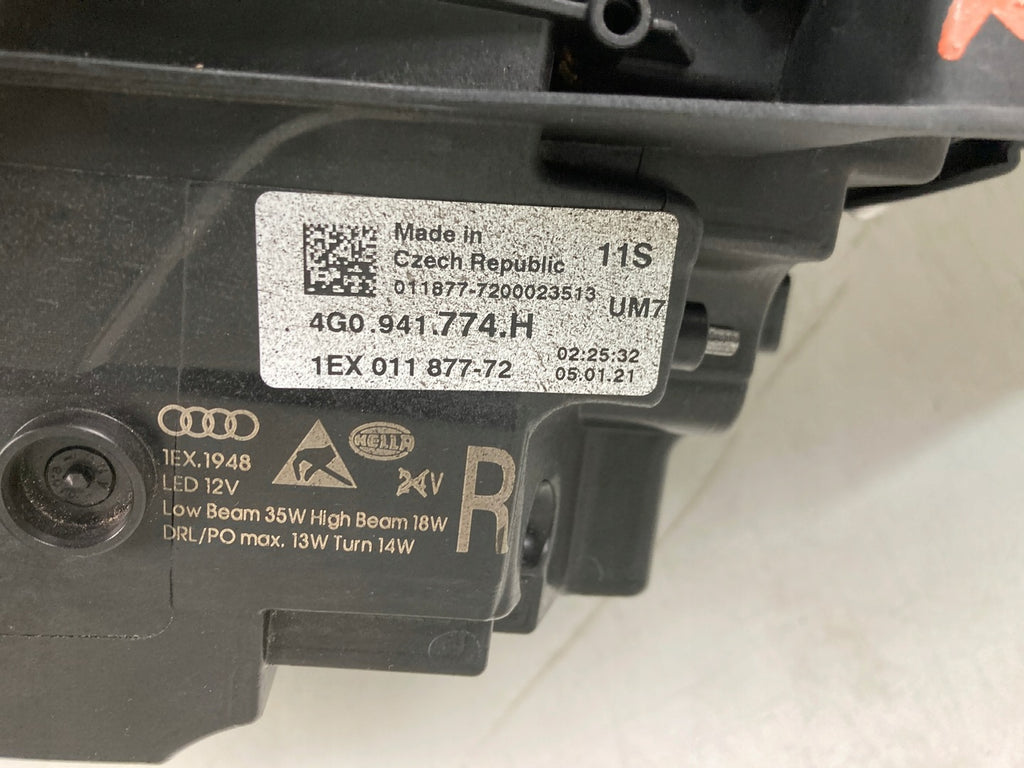 Made in
Czech Republic
11S
011877-7200023513
UM7
4G0.941.774.H
1EX 011 877-72
02:25:32
05.01.21
HELLA
1EX.1948
LED 12V
24V
Low Beam 35W High Beam 18W
DRL/PO max. 13W Turn 14W
R